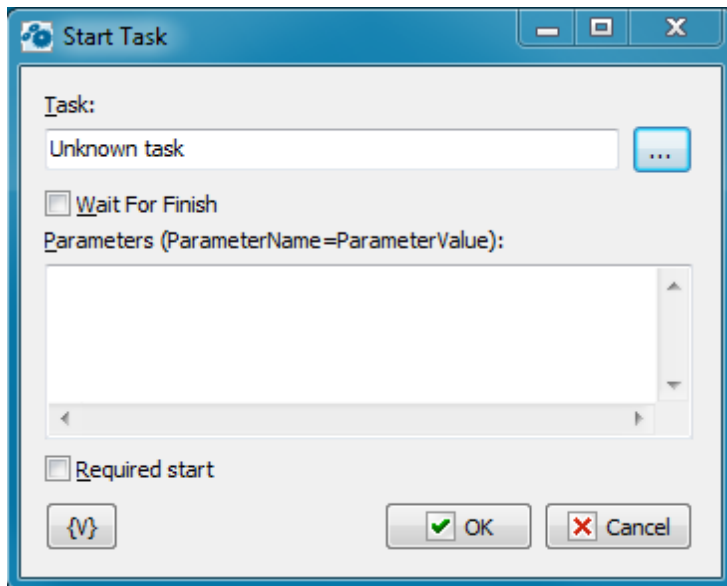 Start Task
Task:
Unknown task
...
Wait For Finish
Parameters (ParameterName=ParameterValue):
Required start
{V}
OK
Cancel